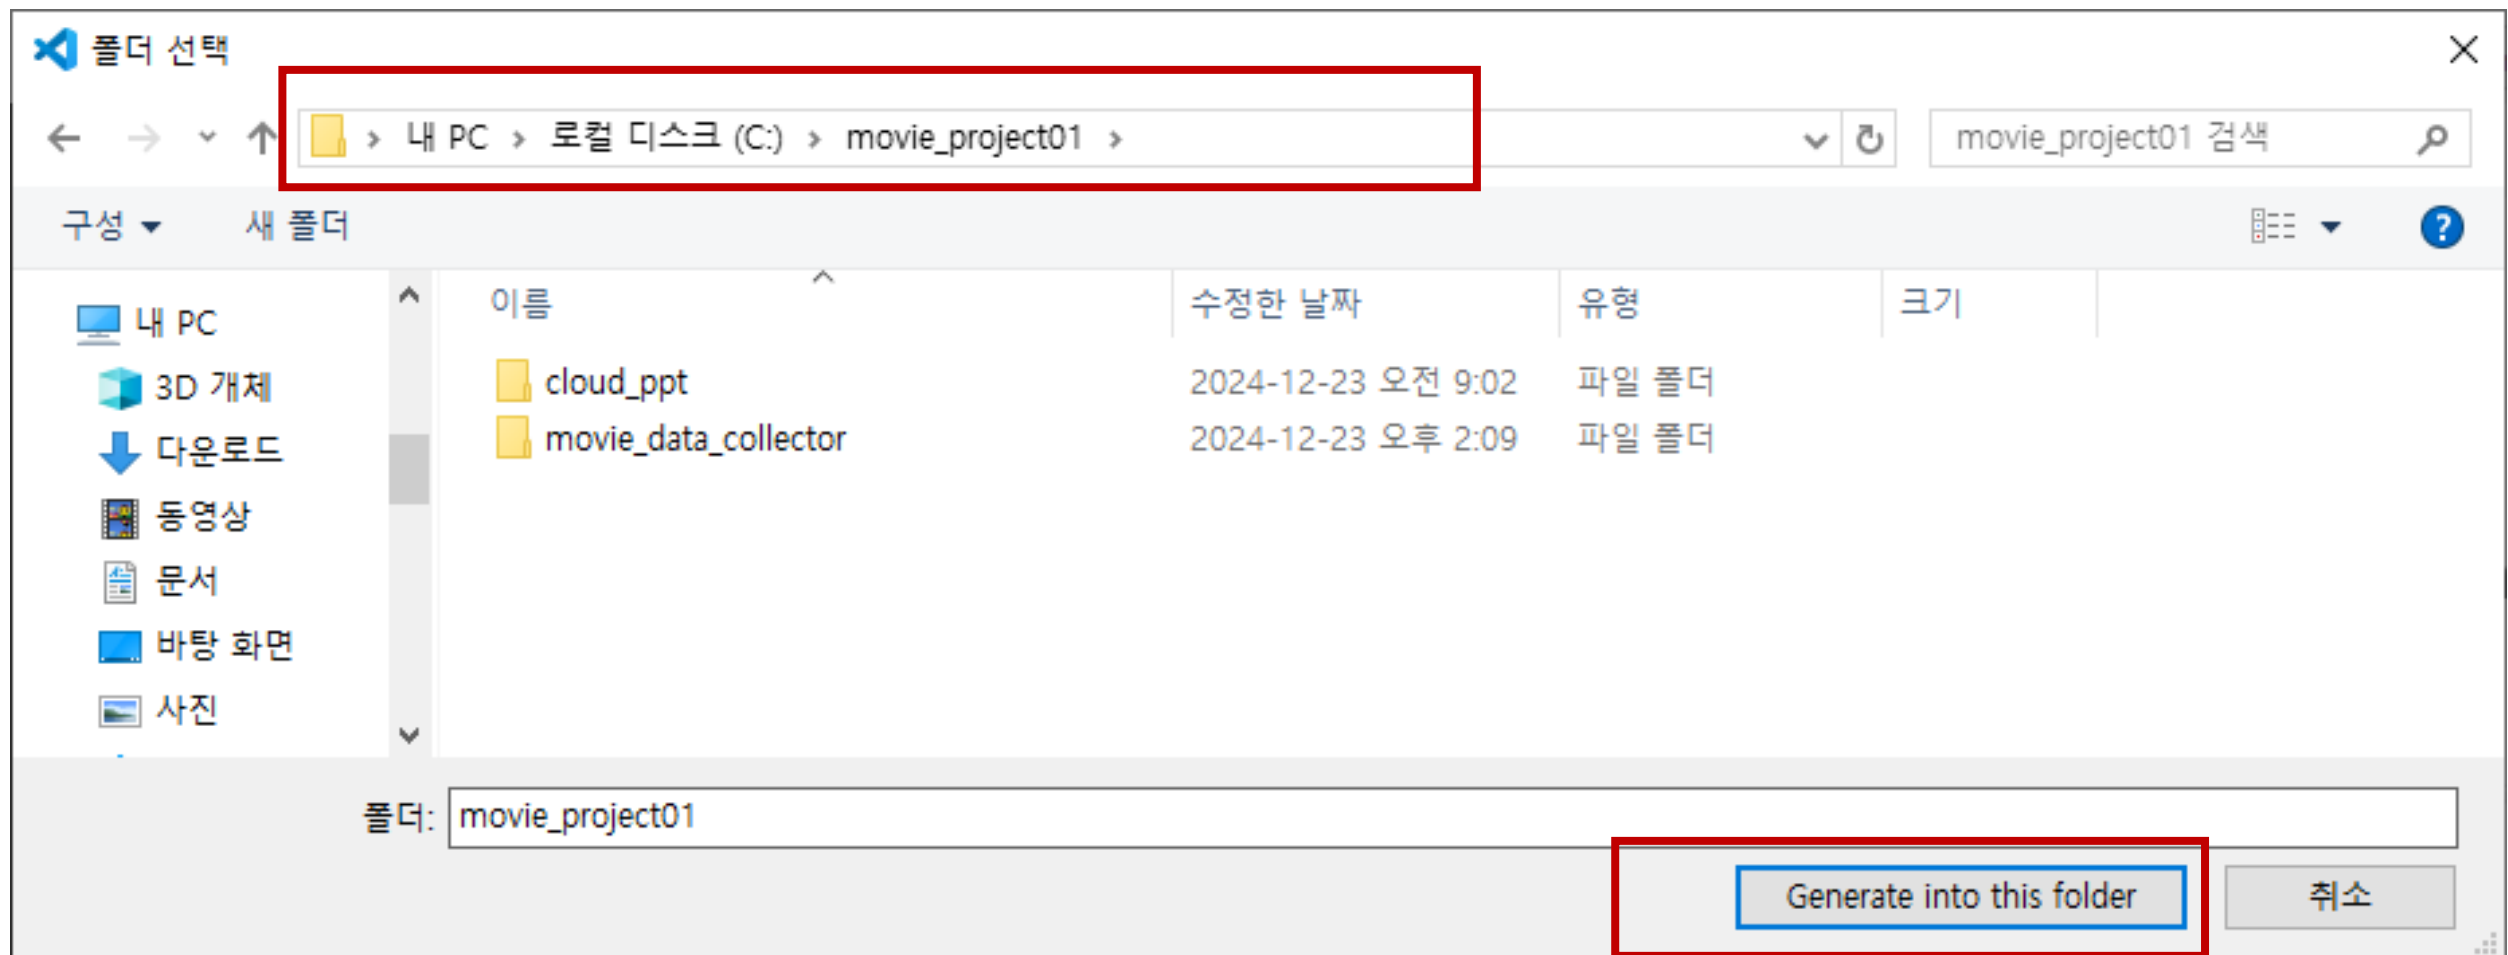 폴더 선택
내 PC › 로컬 디스크 (C:) › movie_project01 ›
movie_project01 검색
구성
새 폴더
?
이름 수정한 날짜 유형 크기
내 PC
3D 개체
다운로드
동영상
문서
바탕 화면
사진
cloud_ppt 2024-12-23 오전 9:02 파일 폴더
movie_data_collector 2024-12-23 오후 2:09 파일 폴더
폴더: movie_project01
Generate into this folder
취소